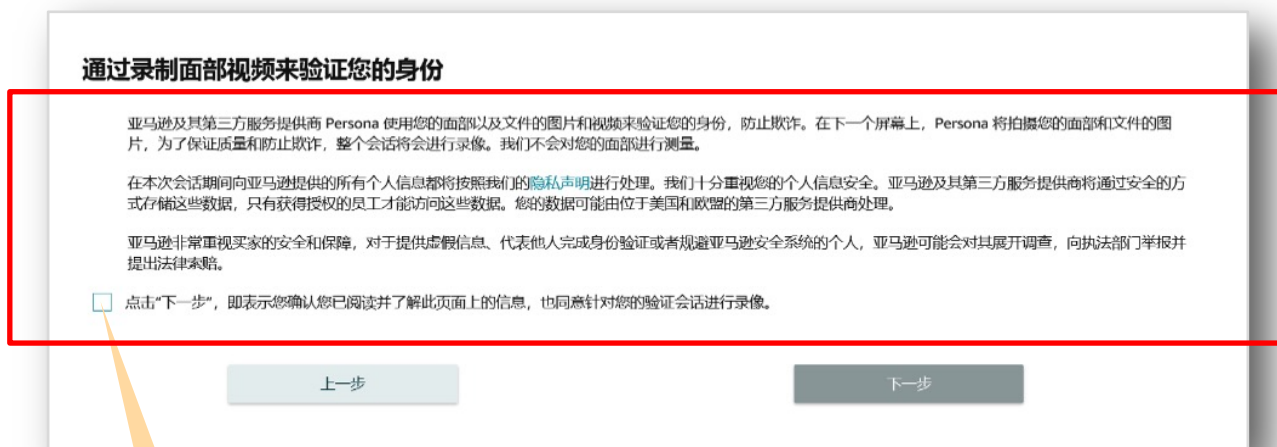 通过录制面部视频来验证您的身份
亚马逊及其第三方服务提供商 Persona 使用您的面部以及文件的图片和视频来验证您的身份，防止欺诈。在下一个屏幕上，Persona 将拍摄您的面部和文件的图
片，为了保证质量和防止欺诈，整个会话将会进行录像。我们不会对您的面部进行测量。
在本次会话期间向亚马逊提供的所有个人信息都将按照我们的隐私声明进行处理。我们十分重视您的个人信息安全。亚马逊及其第三方服务提供商将通过安全的方
式存储这些数据，只有获得授权的员工才能访问这些数据。您的数据可能由位于美国和欧盟的第三方服务提供商处理。
亚马逊非常重视买家的安全和保障，对于提供虚假信息、代表他人完成身份验证或者规避亚马逊安全系统的个人，亚马逊可能会对其展开调查，向执法部门举报并
提出法律索赔。
点击“下一步”，即表示您确认您已阅读并了解此页面上的信息，也同意针对您的验证会话进行录像。
上一步
下一步